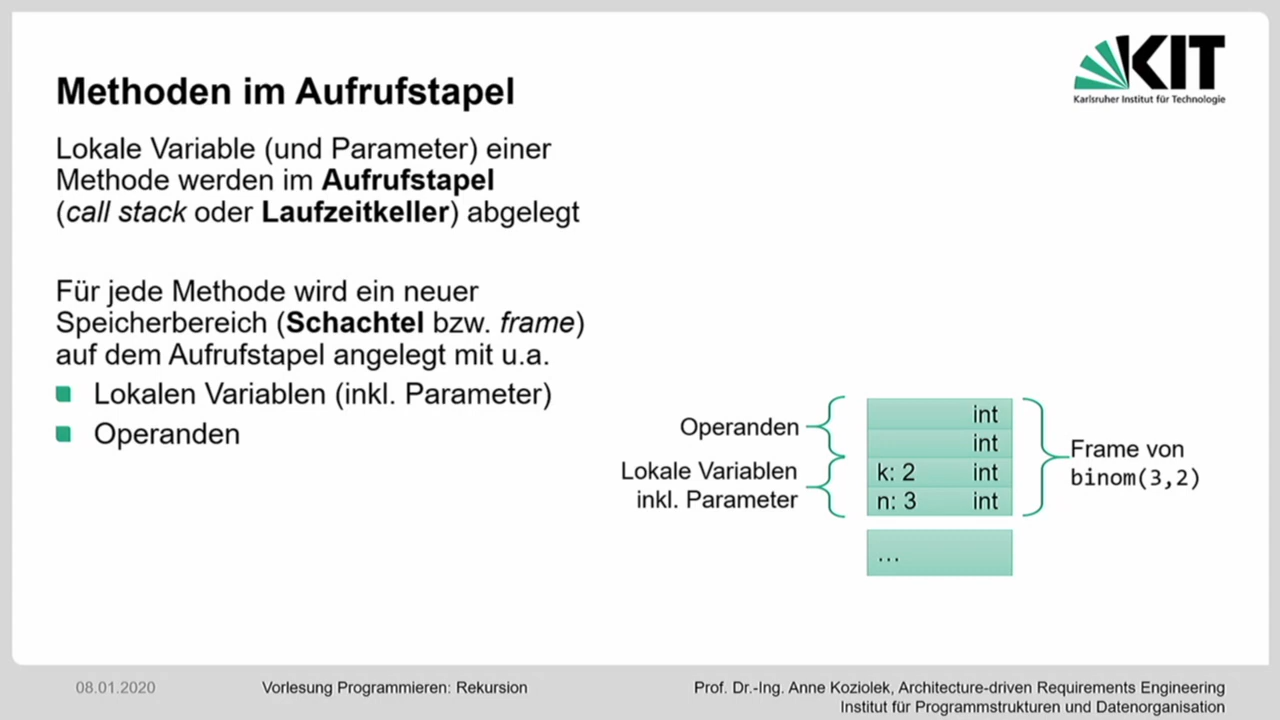 KIT
Karlsruher Institut für Technologie
Methoden im Aufrufstapel
Lokale Variable (und Parameter) einer
Methode werden im Aufrufstapel
(call stack oder Laufzeitkeller) abgelegt
Für jede Methode wird ein neuer
Speicherbereich (Schachtel bzw. frame)
auf dem Aufrufstapel angelegt mit u.a.
Lokalen Variablen (inkl. Parameter)
Operanden
Operanden
Lokale Variablen
inkl. Parameter
int
int
k: 2 int
n: 3 int
...
Frame von
binom(3,2)
08.01.2020
Vorlesung Programmieren: Rekursion
Prof. Dr.-Ing. Anne Koziolek, Architecture-driven Requirements Engineering
Institut für Programmstrukturen und Datenorganisation